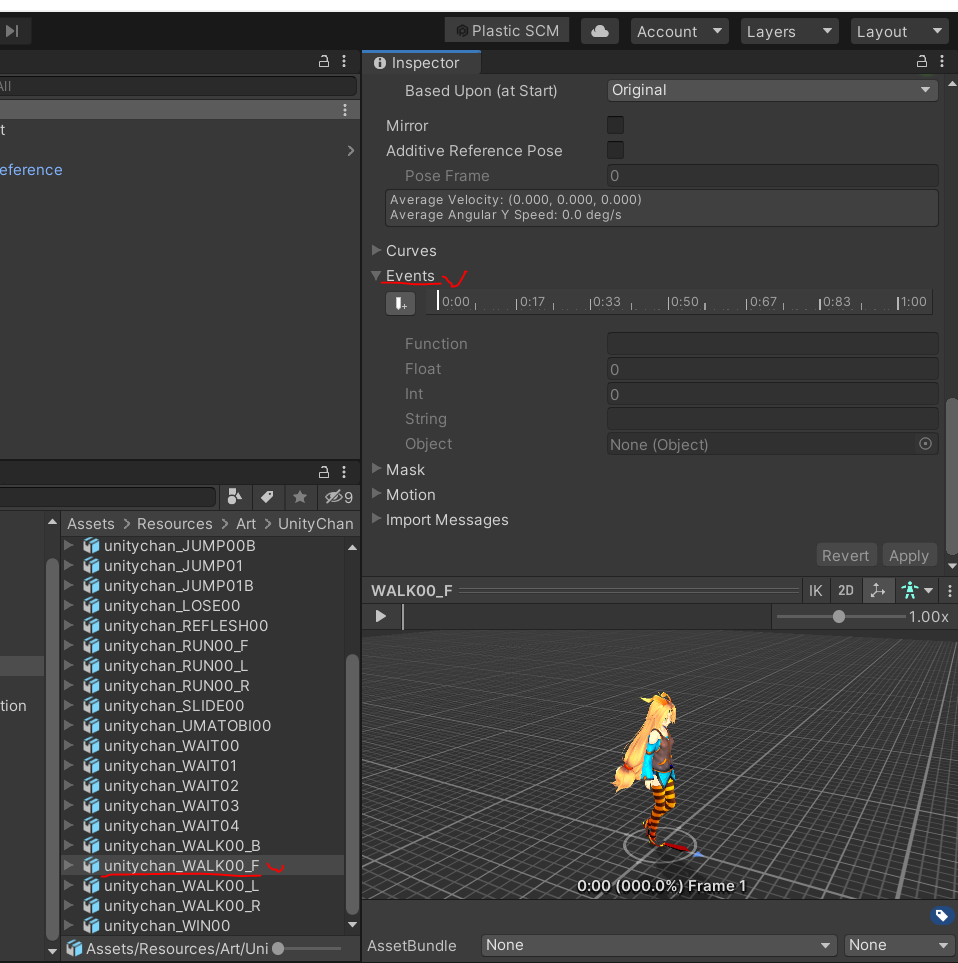 Plastic SCM Account Layers Layout
Inspector
All
t
eference
Based Upon (at Start) Original
Mirror
Additive Reference Pose
Pose Frame 0
Average Velocity: (0.000, 0.000, 0.000)
Average Angular Y Speed: 0.0 deg/s
Curves
Events
0:00 0:17 0:33 0:50 0:67 0:83 1:00
Function
Float 0
Int 0
String
Object None (Object)
Mask
Motion
Import Messages
Revert Apply
9
Assets > Resources > Art > UnityChan
unitychan_JUMP00B
unitychan_JUMP01
unitychan_JUMP01B
unitychan_LOSE00
unitychan_REFLESH00
unitychan_RUN00_F
unitychan_RUN00_L
unitychan_RUN00_R
unitychan_SLIDE00
unitychan_UMATOBI00
unitychan_WAIT00
unitychan_WAIT01
unitychan_WAIT02
unitychan_WAIT03
unitychan_WAIT04
unitychan_WALK00_B
unitychan_WALK00_F
unitychan_WALK00_L
unitychan_WALK00_R
unitychan_WIN00
tion
Assets/Resources/Art/Uni
WALK00_F IK 2D
1.00x
0:00 (000.0%) Frame 1
AssetBundle None None